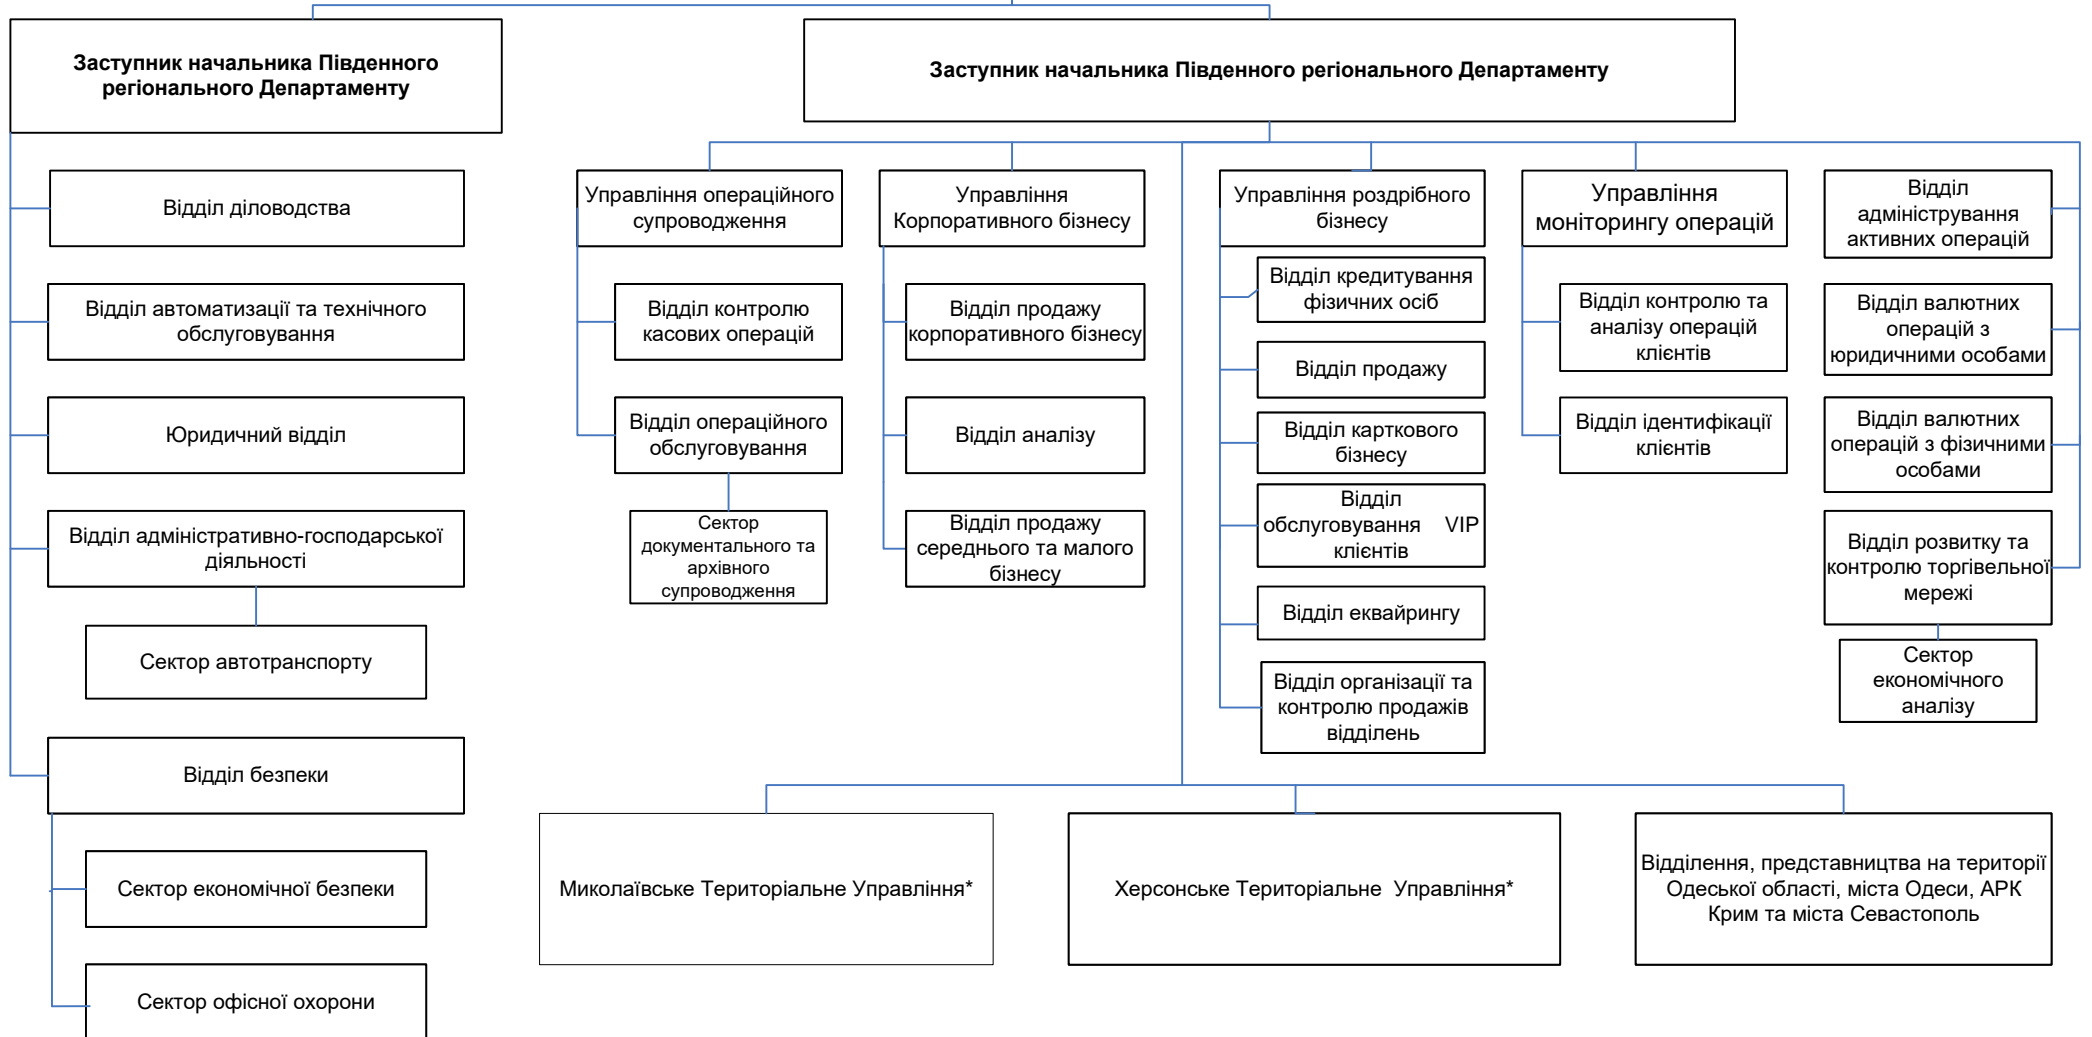 Заступник начальника Південного
регіонального Департаменту
Заступник начальника Південного регіонального Департаменту
Відділ діловодства
Відділ автоматизації та технічного
обслуговування
Юридичний відділ
Відділ адміністративно-господарської
діяльності
Сектор автотранспорту
Відділ безпеки
Сектор економічної безпеки
Сектор офісної охорони
Управління операційного
супроводження
Відділ контролю
касових операцій
Відділ операційного
обслуговування
Сектор
документального та
архівного
супроводження
Управління
Корпоративного бізнесу
Відділ продажу
корпоративного бізнесу
Відділ аналізу
Відділ продажу
середнього та малого
бізнесу
Управління роздрібного
бізнесу
Відділ кредитування
фізичних осіб
Відділ продажу
Відділ карткового
бізнесу
Відділ
обслуговування VIP
клієнтів
Відділ еквайрингу
Відділ організації та
контролю продажів
відділень
Управління
моніторингу операцій
Відділ контролю та
аналізу операцій
клієнтів
Відділ ідентифікації
клієнтів
Відділ
адміністрування
активних операцій
Відділ валютних
операцій з
юридичними особами
Відділ валютних
операцій з фізичними
особами
Відділ розвитку та
контролю торгівельної
мережі
Сектор
економічного
аналізу
Миколаївське Територіальне Управління*
Херсонське Територіальне Управління*
Відділення, представництва на території
Одеської області, міста Одеси, АРК
Крим та міста Севастополь